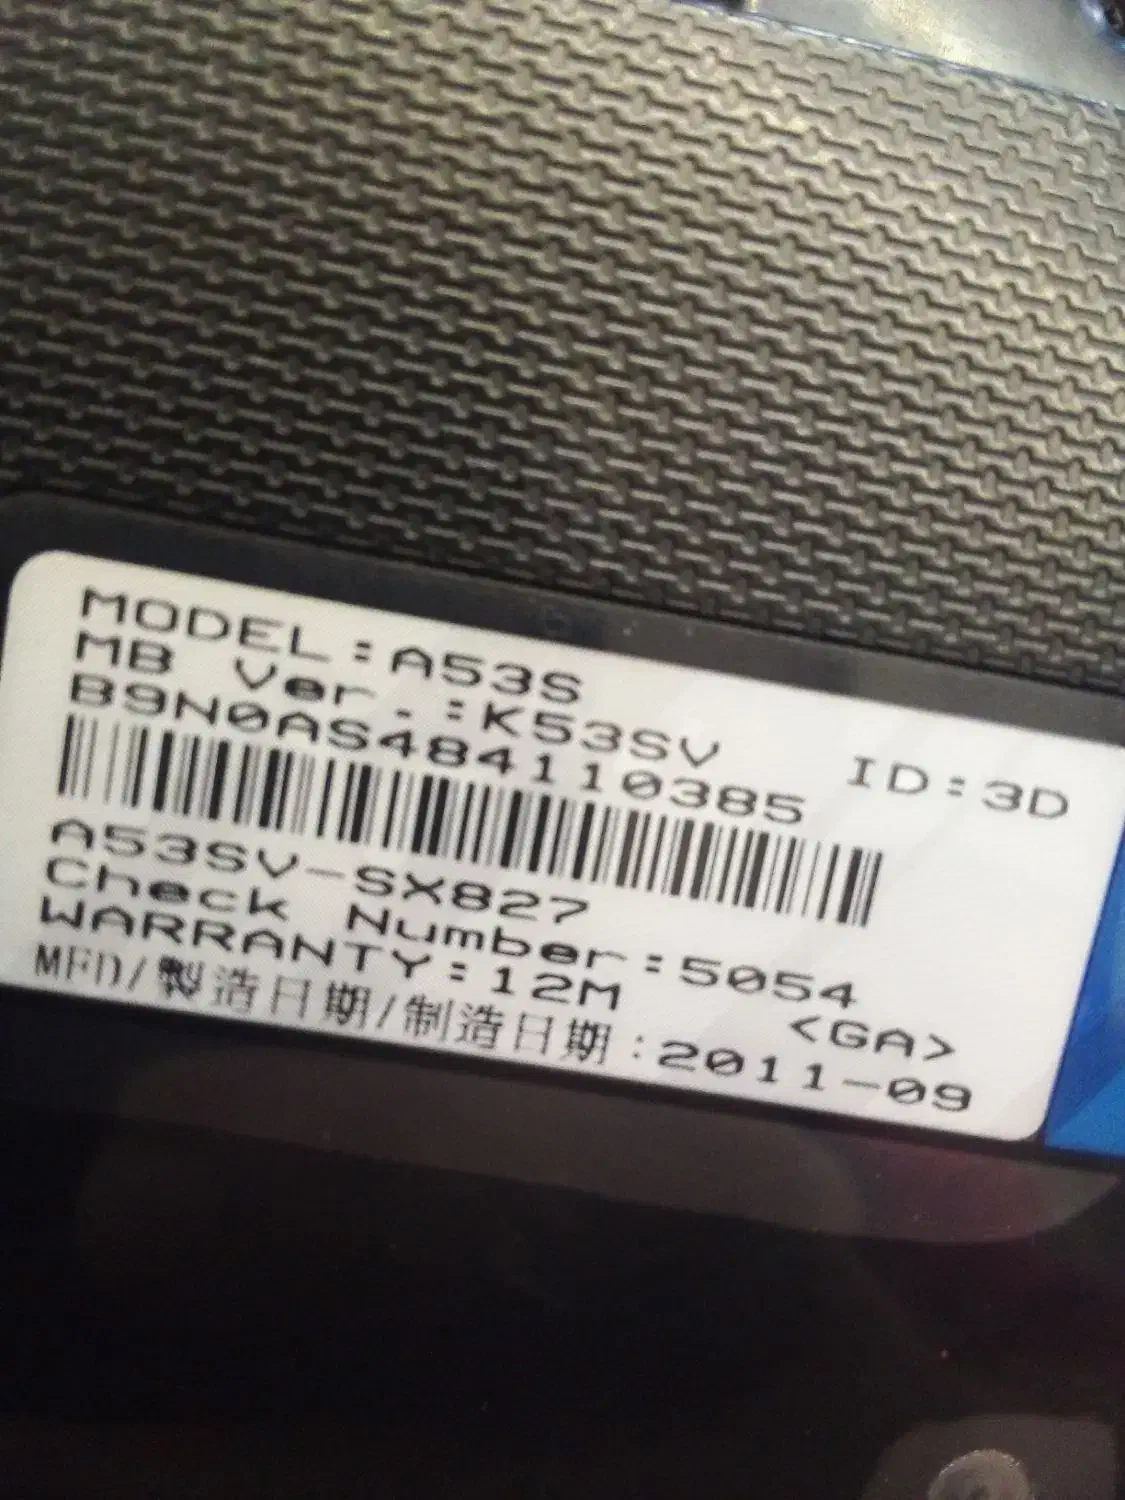 MODEL:A53S
MB Ver.:K53SV ID:3D
B9N0AS484110385
A53SV-SX827
Check Number:5054
WARRANTY:12M <GA>
MFD/製造日期/制造日期:2011-09